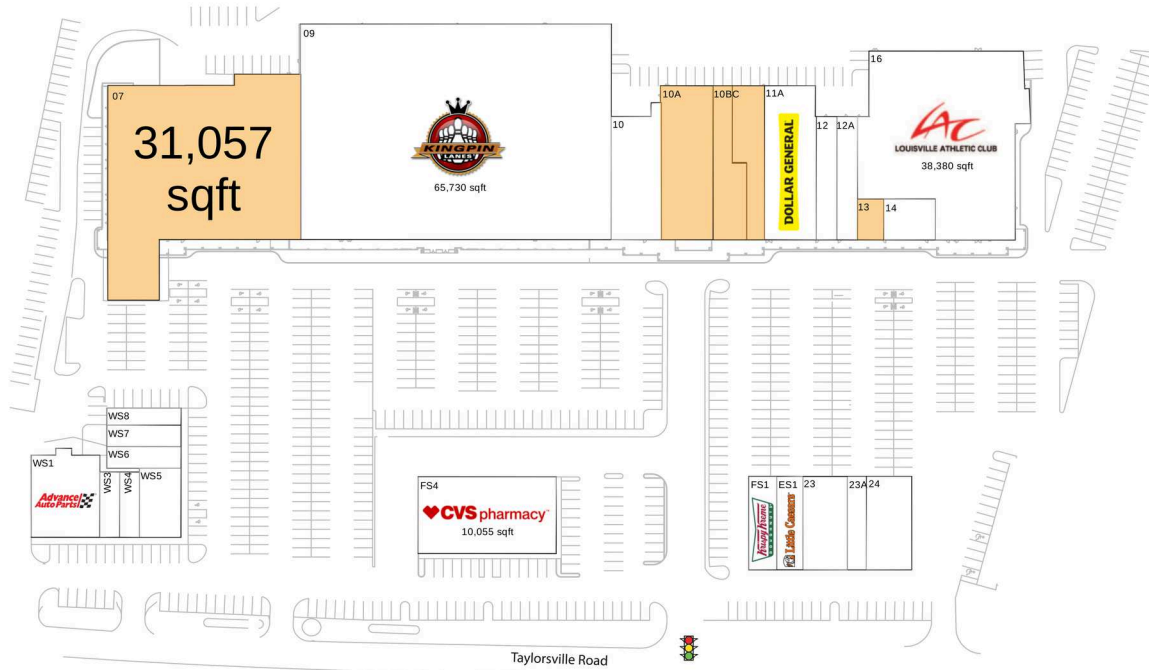 09
16
07
10A
10BC
11A
31,057
sqft
KINGPIN
LANES
65,730 sqft
10
DOLLAR GENERAL
12
12A
LAC
LOUISVILLE ATHLETIC CLUB
38,380 sqft
13
14
WS8
WS7
WS6
WS1
WS3
WS4
WS5
Advance
Auto Parts
FS4
CVS pharmacy
10,055 sqft
FS1
ES1
23
23A
24
Krispy Kreme
DOUGHNUTS
Little Caesars
Taylorsville Road